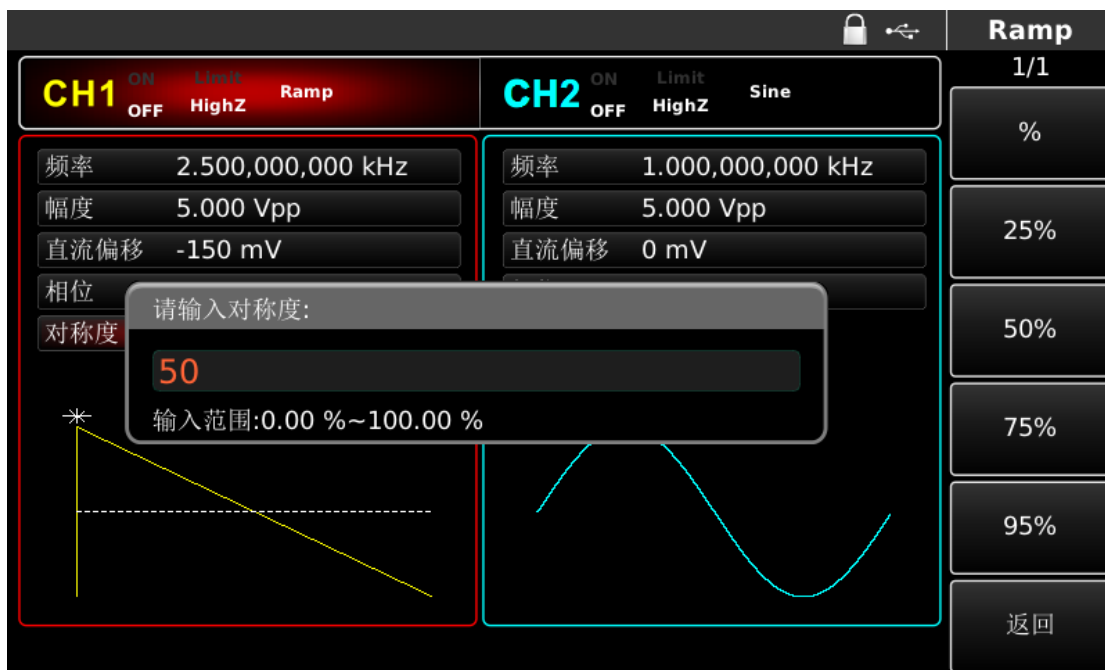 Ramp
1/1
CH1 ON OFF Limit HighZ Ramp
CH2 ON OFF Limit HighZ Sine
频率 2.500,000,000 kHz
幅度 5.000 Vpp
直流偏移 -150 mV
相位
对称度
频率 1.000,000,000 kHz
幅度 5.000 Vpp
直流偏移 0 mV
请输入对称度:
50
输入范围:0.00 %~100.00 %
%
25%
50%
75%
95%
返回